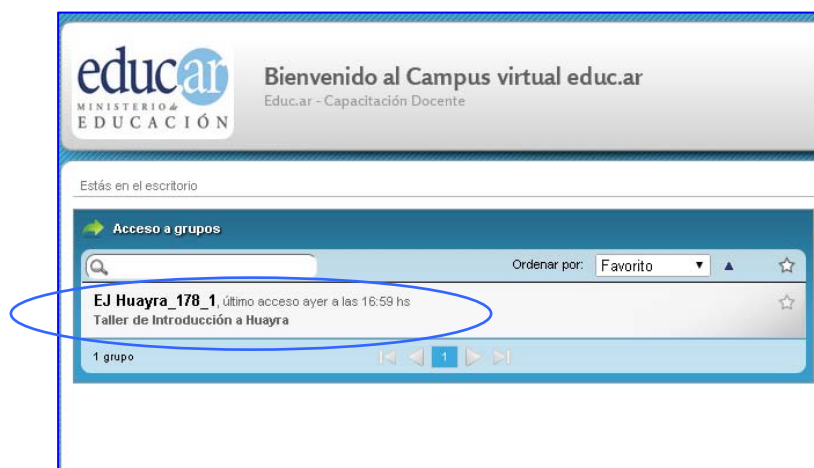 educar
MINISTERIO de
EDUCACIÓN
Bienvenido al Campus virtual educ.ar
Educ.ar - Capacitación Docente
Estás en el escritorio
Acceso a grupos
Ordenar por: Favorito
EJ Huayra_178_1, último acceso ayer a las 16:59 hs
Taller de Introducción a Huayra
1 grupo 1